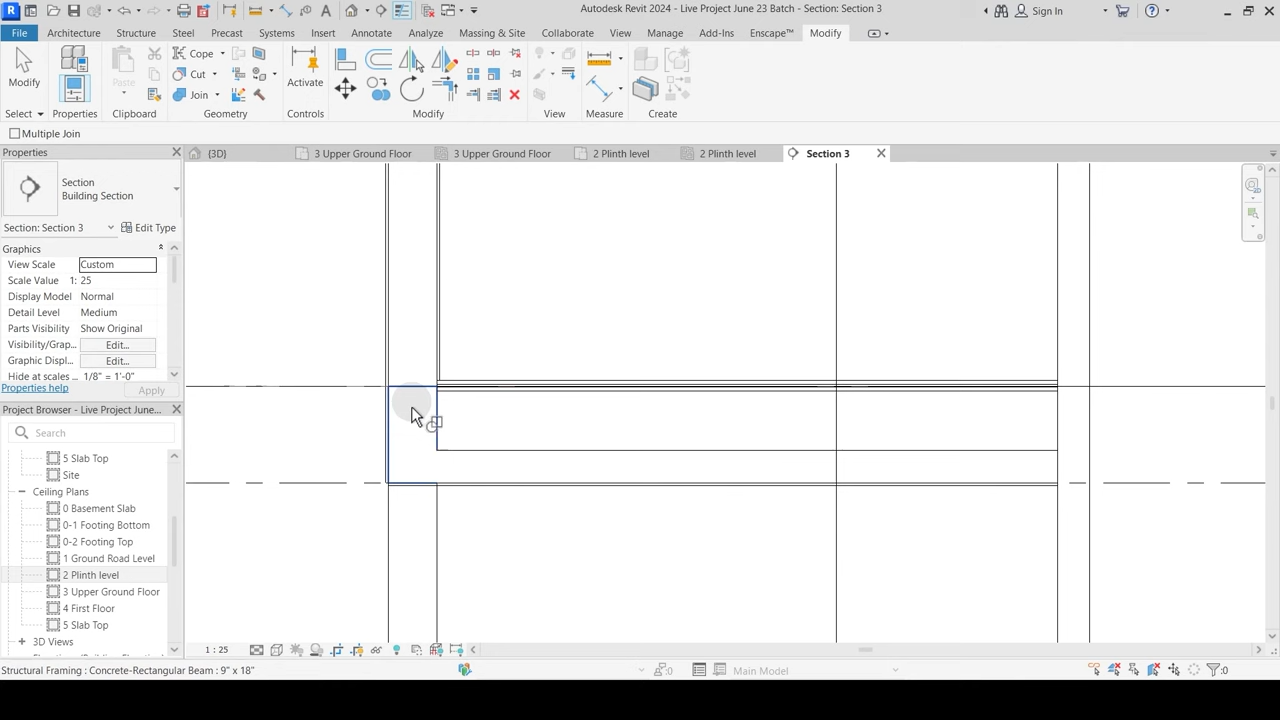 Autodesk Revit 2024 - Live Project June 23 Batch - Section: Section 3
Sign In
File Architecture Structure Steel Precast Systems Insert Annotate Analyze Massing & Site Collaborate View Manage Add-Ins Enscape™ Modify
Modify Paste Cope Cut Join Activate
Select Properties Clipboard Geometry Controls Modify View Measure Create
Multiple Join
Properties
{3D} 3 Upper Ground Floor 3 Upper Ground Floor 2 Plinth level 2 Plinth level Section 3
Section
Building Section
Section: Section 3 Edit Type
Graphics
View Scale Custom
Scale Value 1: 25
Display Model Normal
Detail Level Medium
Parts Visibility Show Original
Visibility/Grap... Edit...
Graphic Displ... Edit...
Hide at scales ... 1/8" = 1'-0"
Properties help Apply
Project Browser - Live Project June...
Search
5 Slab Top
Site
Ceiling Plans
0 Basement Slab
0-1 Footing Bottom
0-2 Footing Top
1 Ground Road Level
2 Plinth level
3 Upper Ground Floor
4 First Floor
5 Slab Top
3D Views
1 : 25
Structural Framing : Concrete-Rectangular Beam : 9" x 18"
:0
Main Model
:0